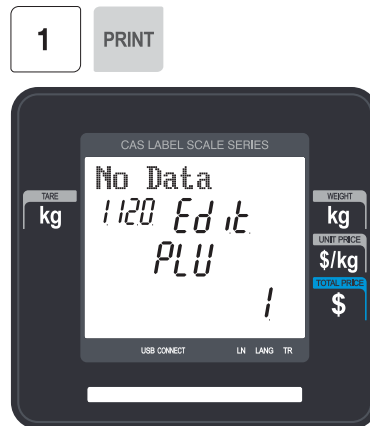 1 PRINT
CAS LABEL SCALE SERIES
No Data
TARE
kg
1120 Edit
WEIGHT
kg
PLU
UNIT PRICE
$/kg
TOTAL PRICE
$
1
USB CONNECT LN LANG TR